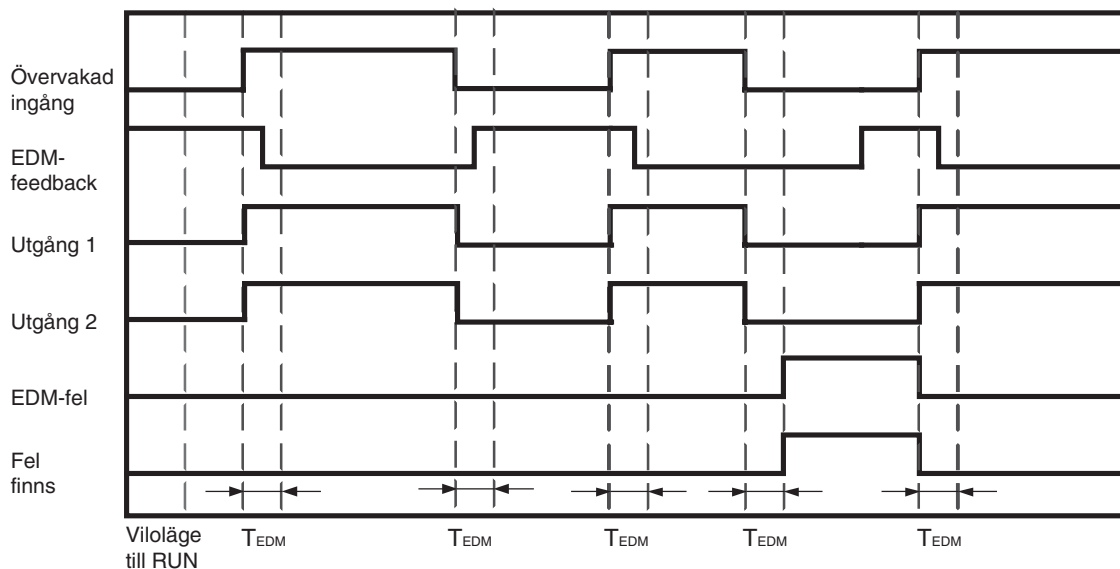 Övervakad
ingång
EDM-
feedback
Utgång 1
Utgång 2
EDM-fel
Fel
finns
Viloläge
till RUN
TEDM
TEDM
TEDM
TEDM
TEDM